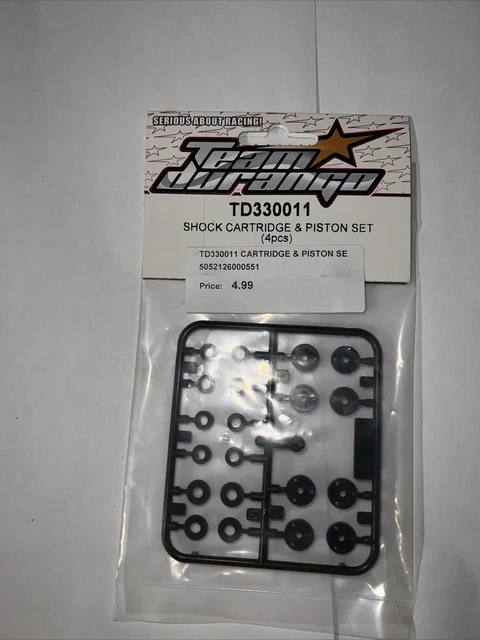 SERIOUS ABOUT RACING!
Team
durango
TD330011
SHOCK CARTRIDGE & PISTON SET
(4pcs)
TD330011 CARTRIDGE & PISTON SE
5052126000551
Price: 4.99